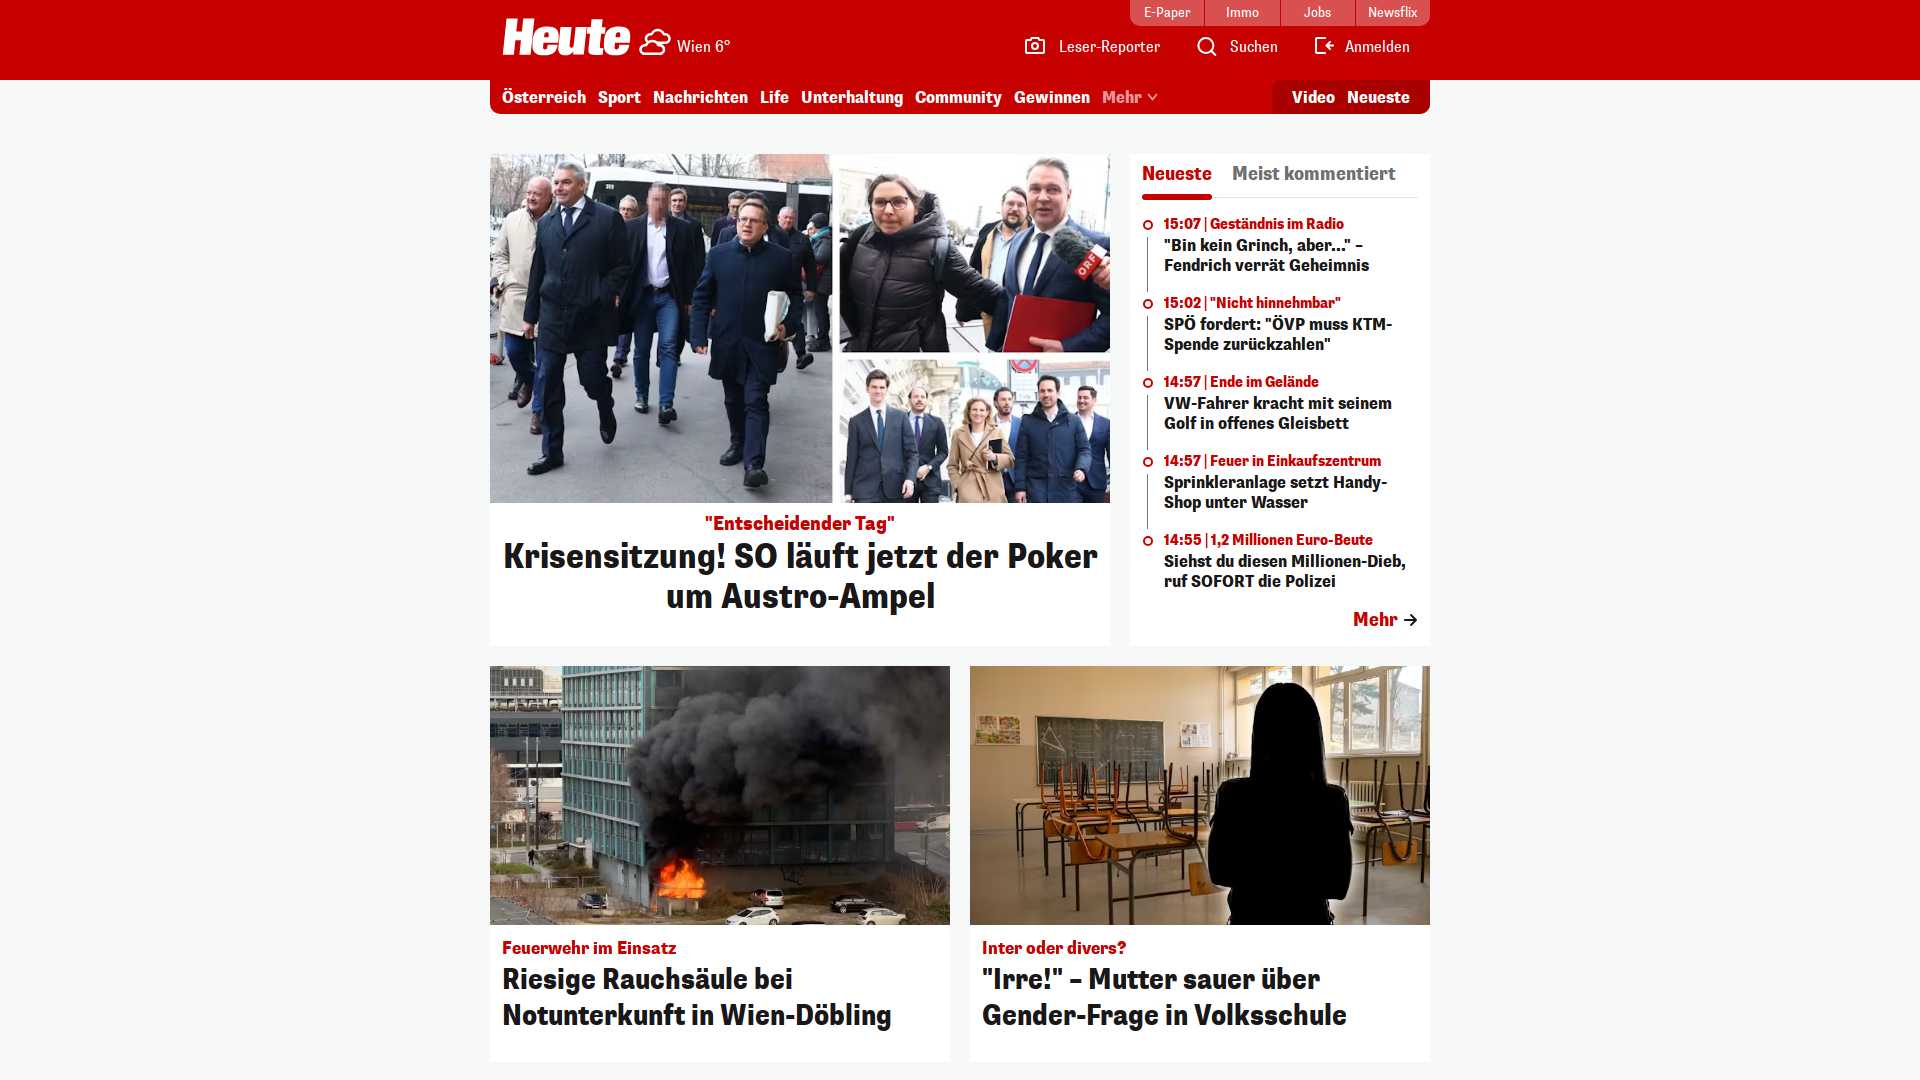 E-Paper
Immo
Jobs
Newsflix
Heute
Wien 6°
Leser-Reporter
Suchen
Anmelden
Österreich
Sport
Nachrichten
Life
Unterhaltung
Community
Gewinnen
Mehr
Video
Neueste
ORF
"Entscheidender Tag"
Krisensitzung! SO läuft jetzt der Poker
um Austro-Ampel
Neueste
Meist kommentiert
15:07 | Geständnis im Radio
"Bin kein Grinch, aber..." –
Fendrich verrät Geheimnis
15:02 | "Nicht hinnehmbar"
SPÖ fordert: "ÖVP muss KTM-
Spende zurückzahlen"
14:57 | Ende im Gelände
VW-Fahrer kracht mit seinem
Golf in offenes Gleisbett
14:57 | Feuer in Einkaufszentrum
Sprinkleranlage setzt Handy-
Shop unter Wasser
14:55 | 1,2 Millionen Euro-Beute
Siehst du diesen Millionen-Dieb,
ruf SOFORT die Polizei
Mehr
Feuerwehr im Einsatz
Riesige Rauchsäule bei
Notunterkunft in Wien-Döbling
Inter oder divers?
"Irre!" – Mutter sauer über
Gender-Frage in Volksschule